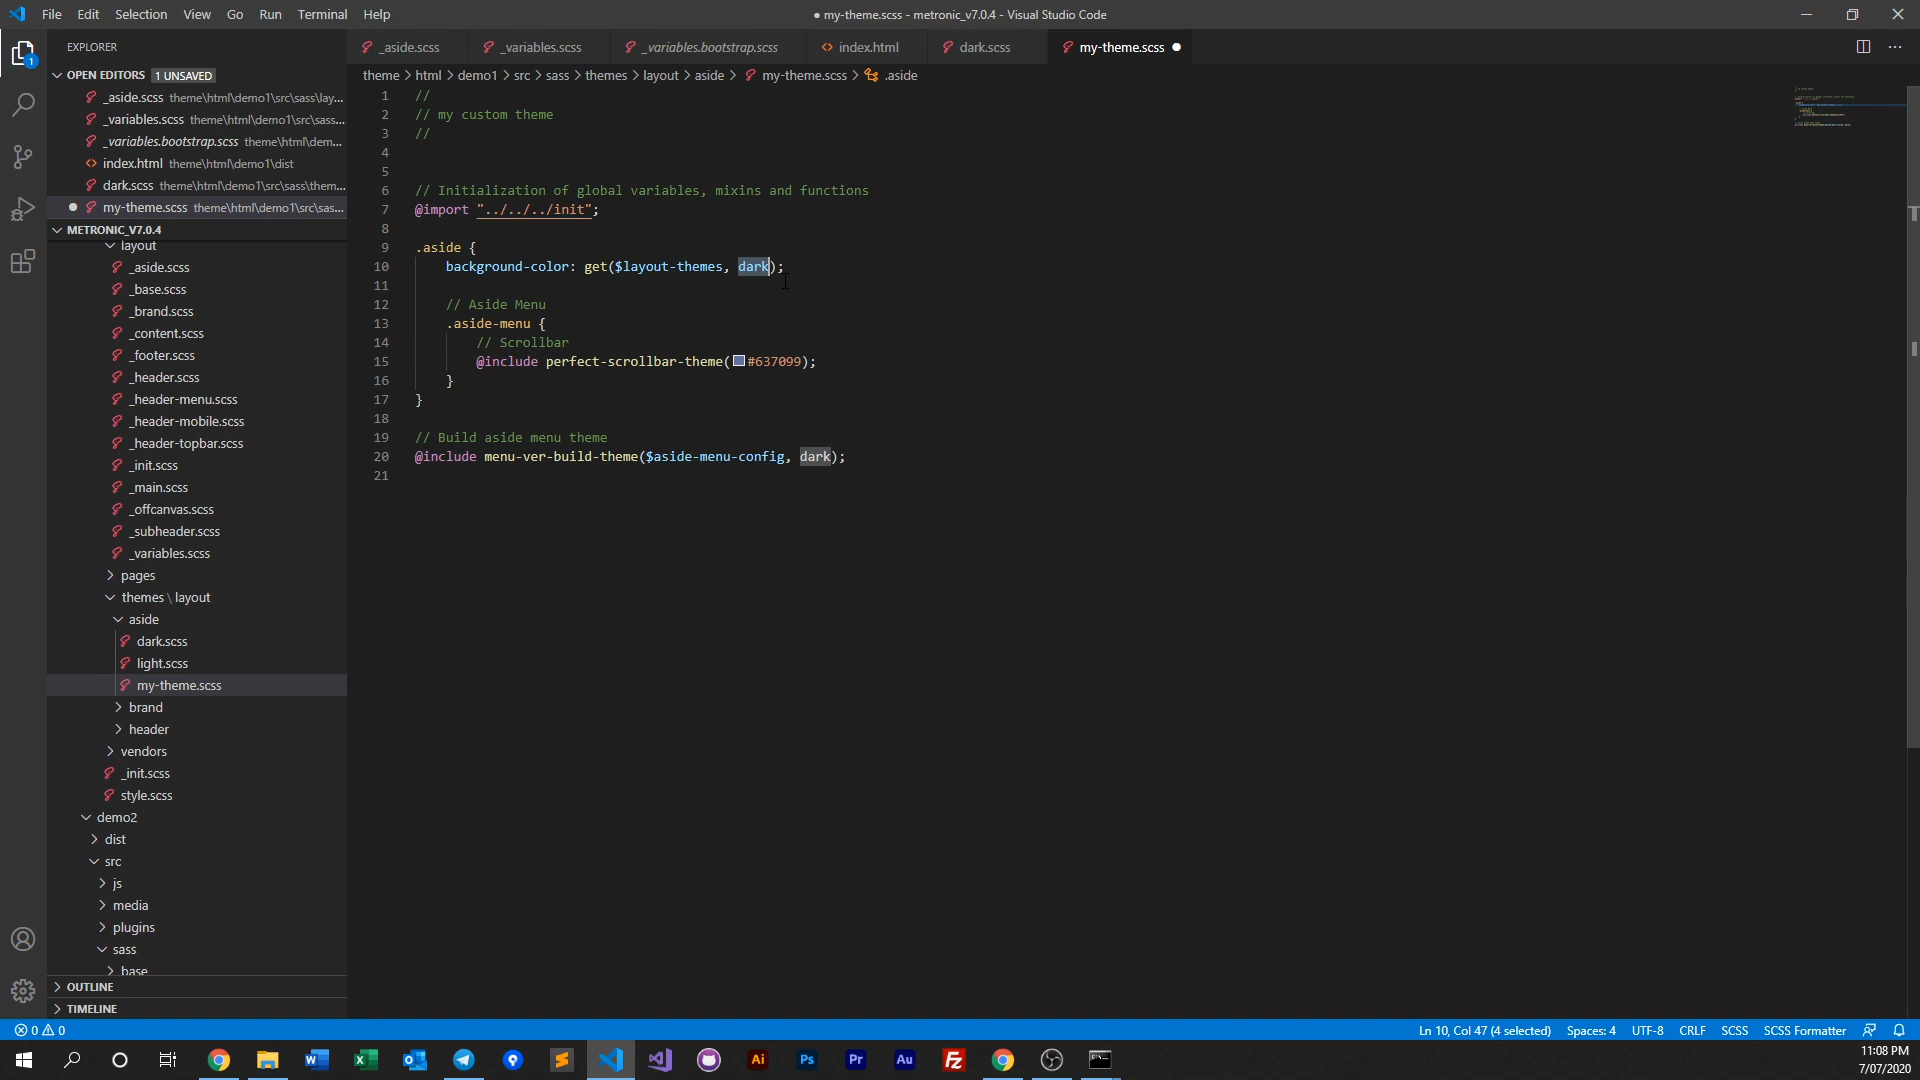 File Edit Selection View Go Run Terminal Help
● my-theme.scss - metronic_v7.0.4 - Visual Studio Code
EXPLORER
_aside.scss
_variables.scss
_variables.bootstrap.scss
index.html
dark.scss
my-theme.scss ●
OPEN EDITORS 1 UNSAVED
theme > html > demo1 > src > sass > themes > layout > aside > my-theme.scss > .aside
_aside.scss theme\html\demo1\src\sass\lay...
_variables.scss theme\html\demo1\src\sass...
_variables.bootstrap.scss theme\html\dem...
index.html theme\html\demo1\dist
dark.scss theme\html\demo1\src\sass\them...
my-theme.scss theme\html\demo1\src\sas...
METRONIC_V7.0.4
layout
_aside.scss
_base.scss
_brand.scss
_content.scss
_footer.scss
_header.scss
_header-menu.scss
_header-mobile.scss
_header-topbar.scss
_init.scss
_main.scss
_offcanvas.scss
_subheader.scss
_variables.scss
pages
themes \ layout
aside
dark.scss
light.scss
my-theme.scss
brand
header
vendors
_init.scss
style.scss
demo2
dist
src
js
media
plugins
sass
base
OUTLINE
TIMELINE
1 //
2 // my custom theme
3 //
4
5
6 // Initialization of global variables, mixins and functions
7 @import "../../../init";
8
9 .aside {
10 background-color: get($layout-themes, dark);
11
12 // Aside Menu
13 .aside-menu {
14 // Scrollbar
15 @include perfect-scrollbar-theme(#637099);
16 }
17 }
18
19 // Build aside menu theme
20 @include menu-ver-build-theme($aside-menu-config, dark);
21
0 0
Ln 10, Col 47 (4 selected) Spaces: 4 UTF-8 CRLF SCSS SCSS Formatter
11:08 PM
7/07/2020